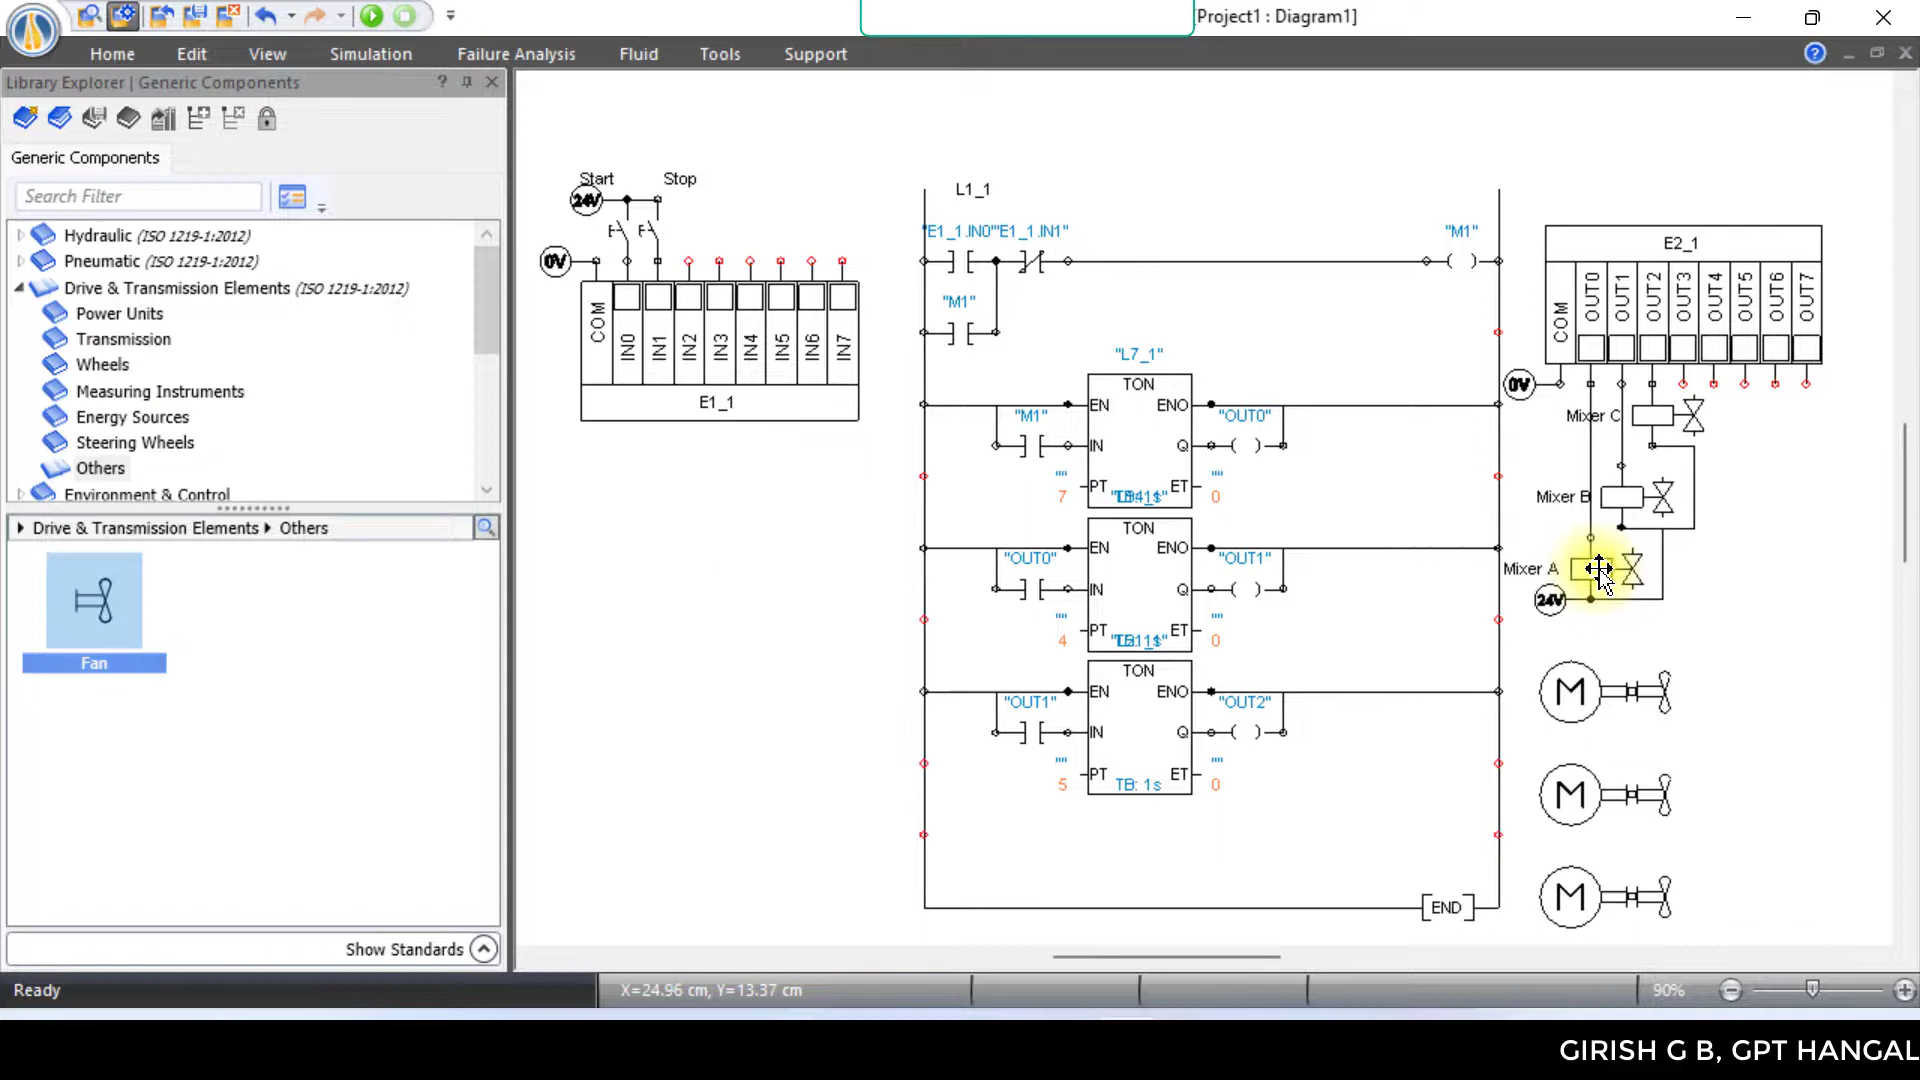 [Project1 : Diagram1]
Home Edit View Simulation Failure Analysis Fluid Tools Support
Library Explorer | Generic Components
Generic Components
Search Filter
Hydraulic (ISO 1219-1:2012)
Pneumatic (ISO 1219-1:2012)
Drive & Transmission Elements (ISO 1219-1:2012)
Power Units
Transmission
Wheels
Measuring Instruments
Energy Sources
Steering Wheels
Others
Environment & Control
Drive & Transmission Elements Others
Fan
Show Standards
Ready
X=24.96 cm, Y=13.37 cm
90%
Start Stop
24V
0V
COM IN0 IN1 IN2 IN3 IN4 IN5 IN6 IN7
E1_1
L1_1
"E1_1.IN0" "E1_1.IN1" "M1"
"M1"
"L7_1"
TON
EN ENO
"M1" "OUT0"
IN Q
"" ""
PT ET
7 0
TON
EN ENO
"OUT0" "OUT1"
IN Q
"" ""
PT ET
4 0
TON
EN ENO
"OUT1" "OUT2"
IN Q
"" ""
PT ET
5 TB: 1s 0
END
E2_1
COM OUT0 OUT1 OUT2 OUT3 OUT4 OUT5 OUT6 OUT7
0V
Mixer C
Mixer B
Mixer A
24V
M
M
M
GIRISH G B, GPT HANGAL